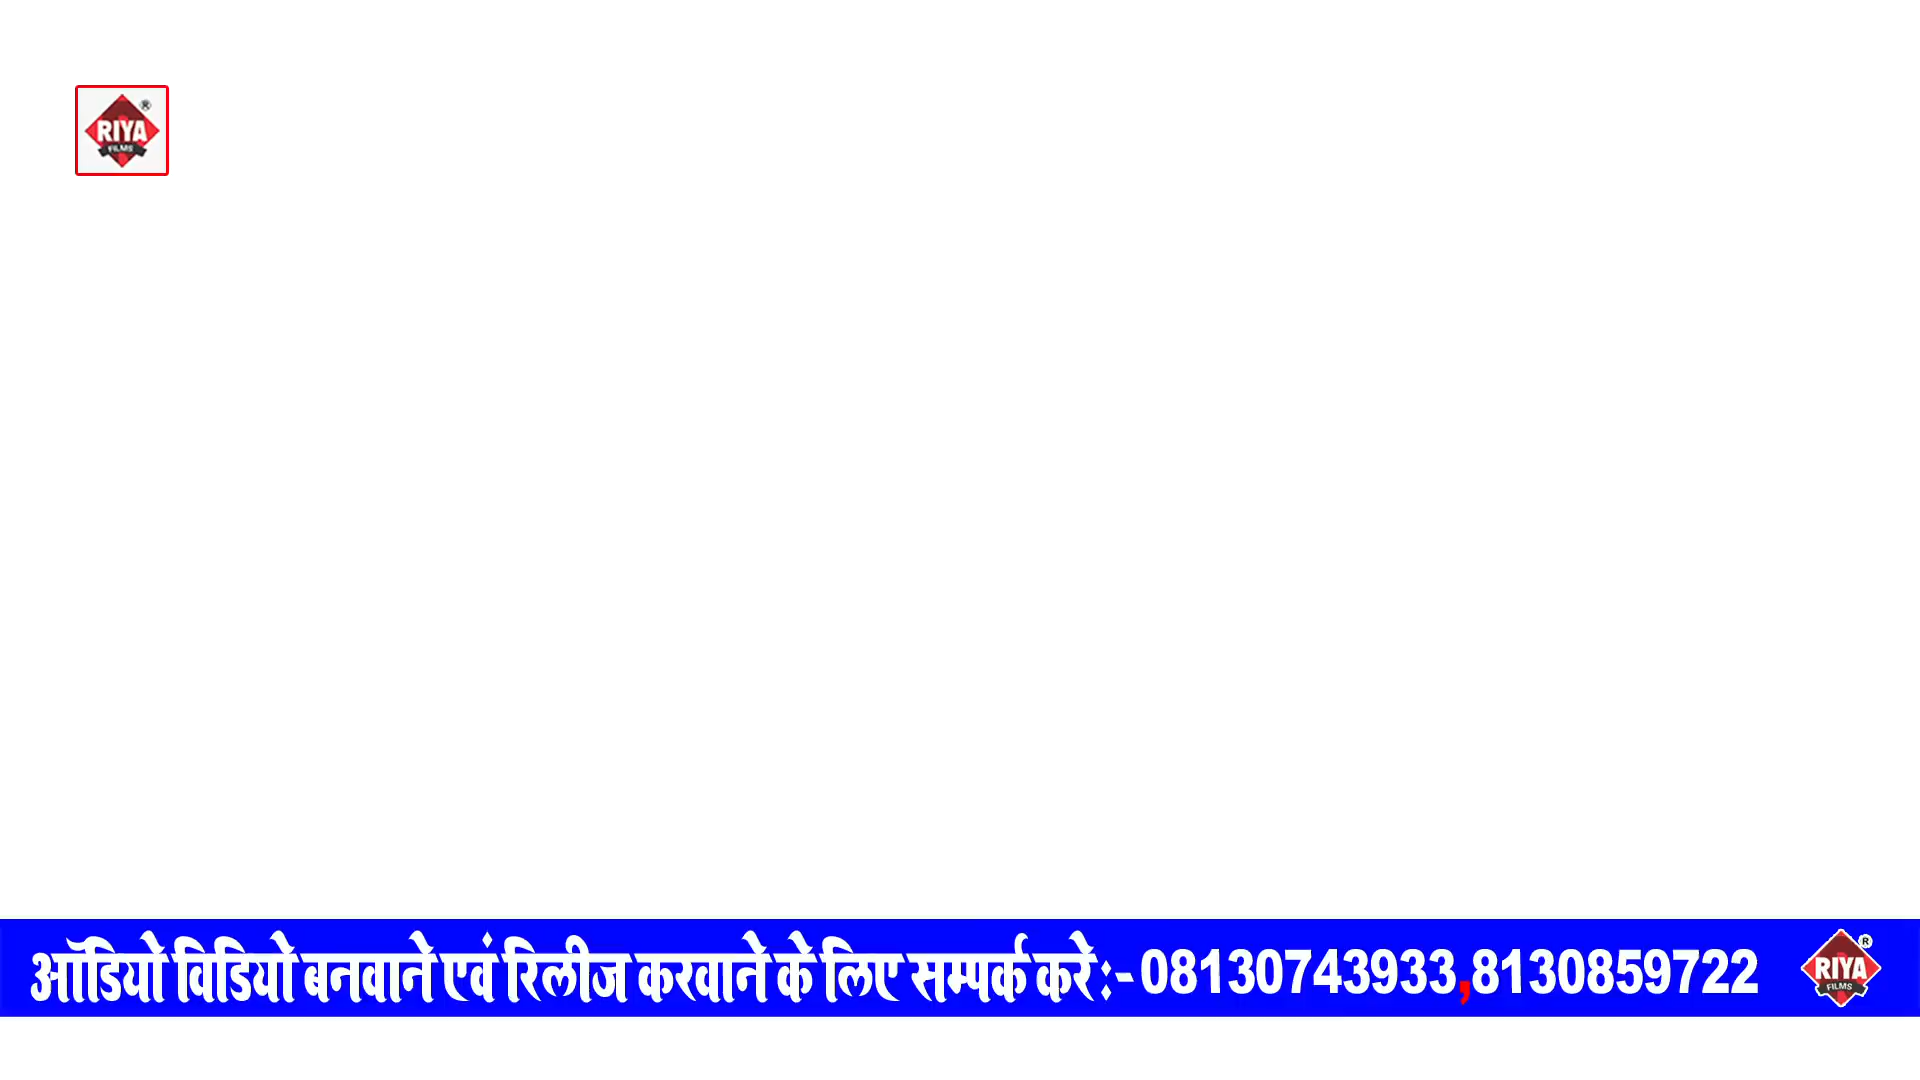 RIYA
FILMS
ऑडियो विडियो बनवाने एवं रिलीज करवाने के लिए सम्पर्क करें :- 08130743933,8130859722
RIYA
FILMS